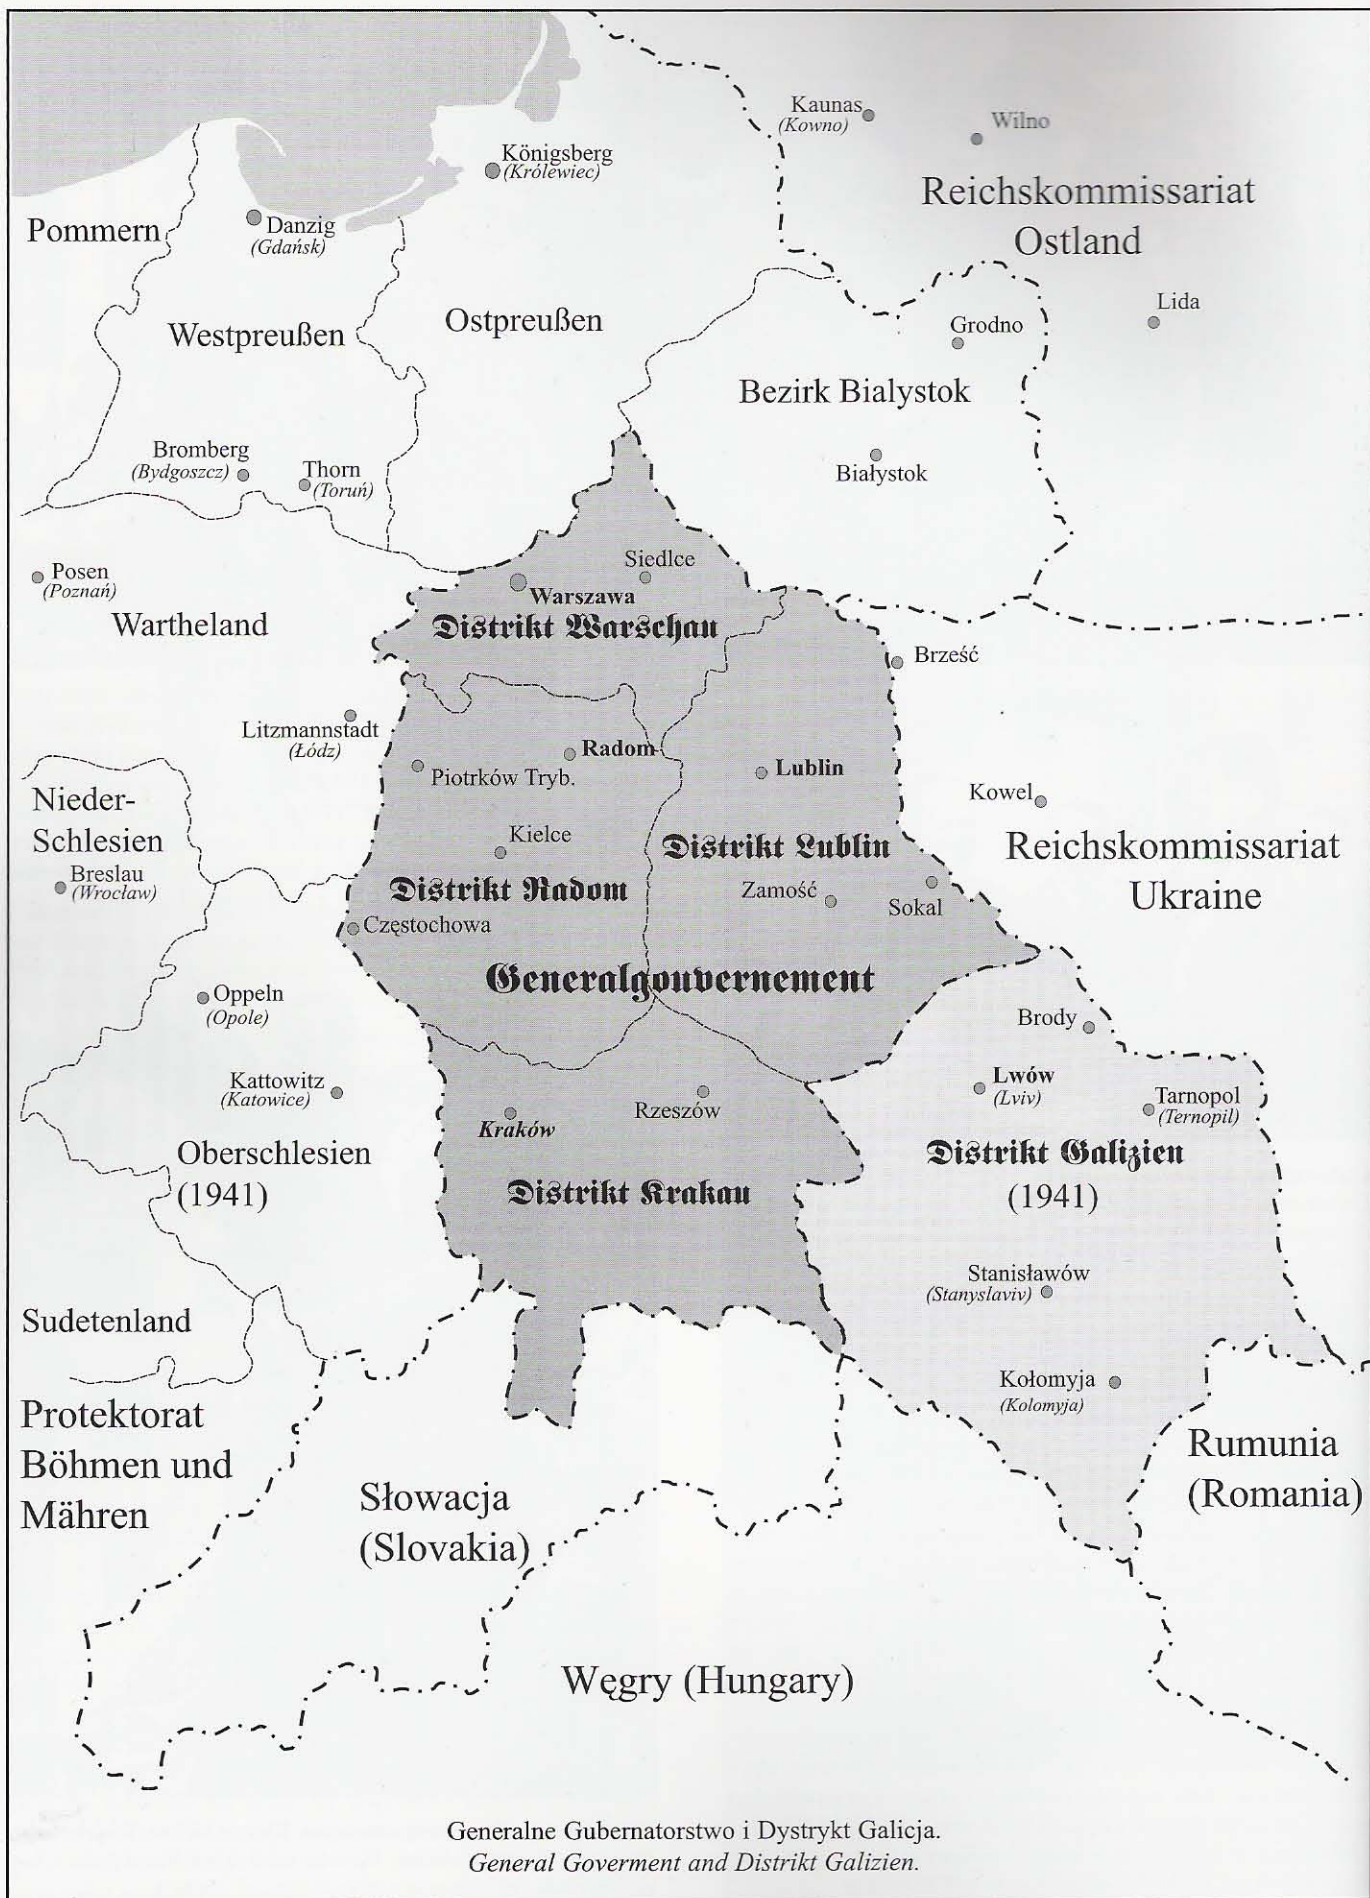 Kaunas
(Kowno)
Wilno
Königsberg
(Królewiec)
Reichskommissariat
Ostland
Pommern
Danzig
(Gdańsk)
Lida
Westpreußen
Ostpreußen
Grodno
Bezirk Bialystok
Bromberg
(Bydgoszcz)
Thorn
(Toruń)
Białystok
Posen
(Poznań)
Siedlce
Warszawa
Wartheland
Distrikt Warschau
Brześć
Litzmannstadt
(Łódz)
Radom
Piotrków Tryb.
Lublin
Nieder-
Schlesien
Kowel
Kielce
Distrikt Lublin
Reichskommissariat
Ukraine
Breslau
(Wrocław)
Distrikt Radom
Zamość
Sokal
Częstochowa
Generalgouvernement
Oppeln
(Opole)
Brody
Kattowitz
(Katowice)
Lwów
(Lviv)
Tarnopol
(Ternopil)
Rzeszów
Kraków
Oberschlesien
(1941)
Distrikt Galizien
(1941)
Distrikt Krakau
Stanisławów
(Stanyslaviv)
Sudetenland
Kołomyja
(Kolomyja)
Protektorat
Böhmen und
Mähren
Rumunia
(Romania)
Słowacja
(Slovakia)
Węgry (Hungary)
Generalne Gubernatorstwo i Dystrykt Galicja.
General Goverment and Distrikt Galizien.